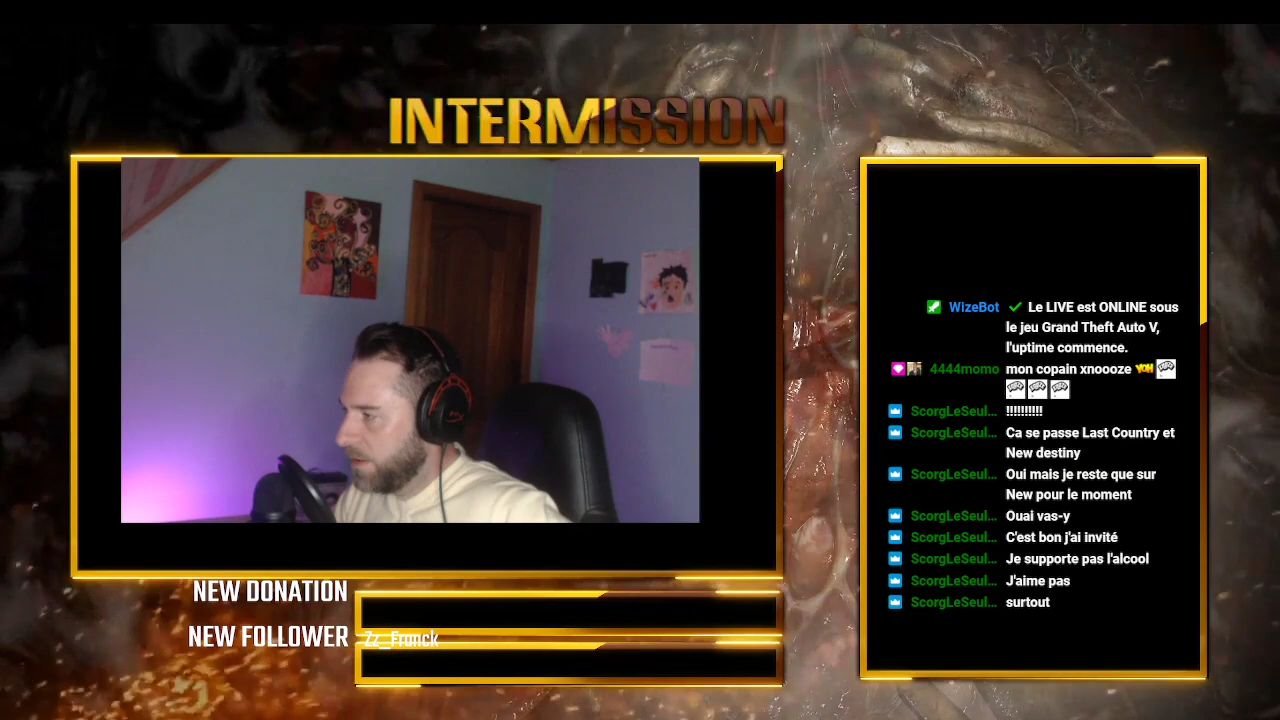 INTERMISSION
WizeBot Le LIVE est ONLINE sous
le jeu Grand Theft Auto V,
l'uptime commence.
4444momo mon copain xnoooze YOH
ScorgLeSeul... !!!!!!!!!!
ScorgLeSeul... Ca se passe Last Country et
New destiny
ScorgLeSeul... Oui mais je reste que sur
New pour le moment
ScorgLeSeul... Ouai vas-y
ScorgLeSeul... C'est bon j'ai invité
ScorgLeSeul... Je supporte pas l'alcool
ScorgLeSeul... J'aime pas
ScorgLeSeul... surtout
NEW DONATION
NEW FOLLOWER Zz_Franck